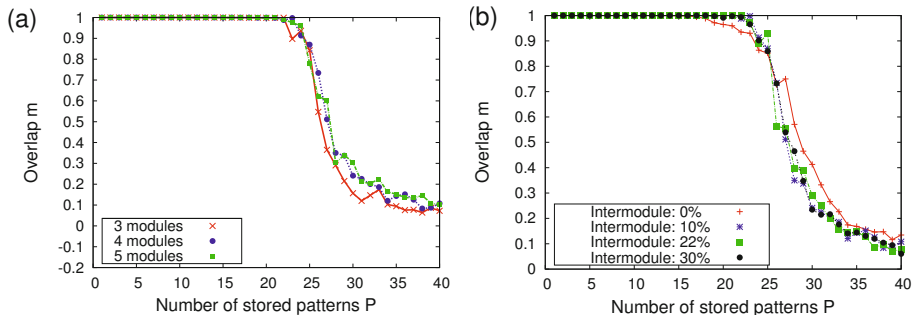 (a)
1
0.9
0.8
0.7
0.6
0.5
0.4
0.3
0.2
0.1
0
-0.1
-0.2
Overlap m
3 modules
4 modules
5 modules
0 5 10 15 20 25 30 35 40
Number of stored patterns P
(b)
1
0.9
0.8
0.7
0.6
0.5
0.4
0.3
0.2
0.1
0
Overlap m
Intermodule: 0%
Intermodule: 10%
Intermodule: 22%
Intermodule: 30%
0 5 10 15 20 25 30 35 40
Number of stored patterns P